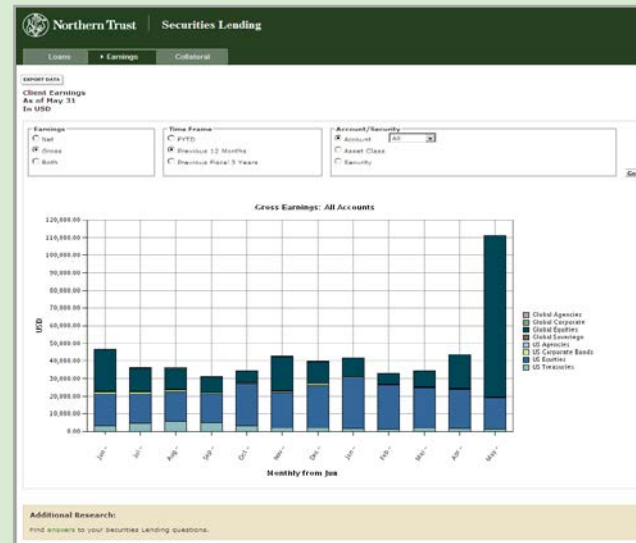 Northern Trust | Securities Lending
Loans
Earnings
Collateral
EXPORT DATA
Client Earnings
As of May 31
In USD
Earnings
Net
Gross
Both
Time Frame
FYTD
Previous 12 Months
Previous Fiscal 3 Years
Account/Security
Account All
Asset Class
Security
Go
Gross Earnings: All Accounts
120,000.00
110,000.00
100,000.00
90,000.00
80,000.00
70,000.00
60,000.00
50,000.00
40,000.00
30,000.00
20,000.00
10,000.00
0.00
USD
Jun -
Jul -
Aug -
Sep -
Oct -
Nov -
Dec -
Jan -
Feb -
Mar -
Apr -
May -
Monthly from Jun
Global Agencies
Global Corporate
Global Equities
Global Sovereign
US Agencies
US Corporate Bonds
US Equities
US Treasuries
Additional Research:
Find answers to your Securities Lending questions.